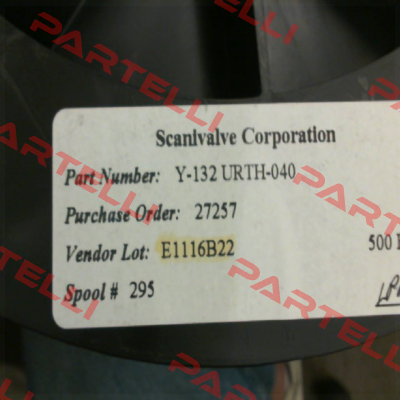 PARTELLI
Scanivalve Corporation
Part Number: Y-132 URTH-040
Purchase Order: 27257
Vendor Lot: E1116B22
500
Spool # 295
PARTELLI
PARTELLI
PARTELLI
PARTELLI